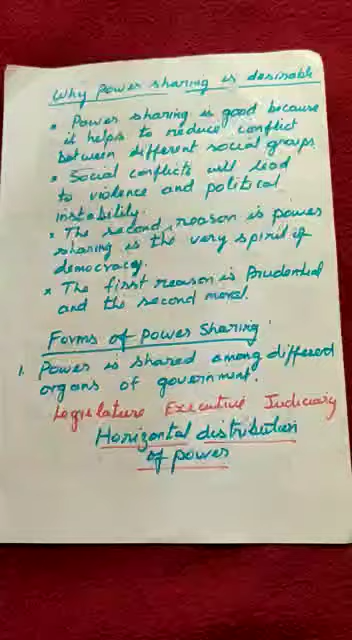 Why power sharing is desirable
* Power sharing is good because
it helps to reduce conflict
between different social groups.
* Social conflicts will lead
to violence and political
instability.
* The second reason is power
sharing is the very spirit of
democracy.
* The first reason is Prudential
and the second moral.
Forms of Power Sharing
1. Power is shared among different
organs of government.
Legislature Executive Judiciary
Horizontal distribution
of power